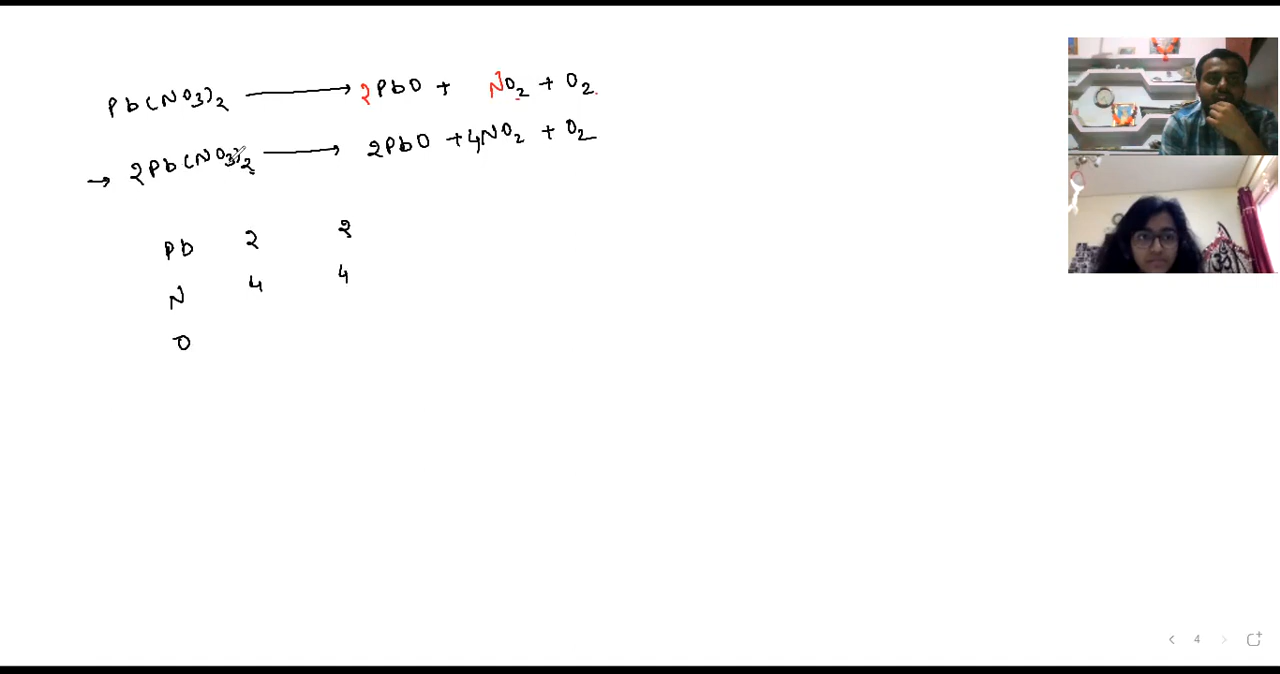 Pb(NO3)2 → 2PbO + NO2 + O2
→ 2Pb(NO3)2 → 2PbO + 4NO2 + O2
Pb 2 2
N 4 4
O
< 4 >